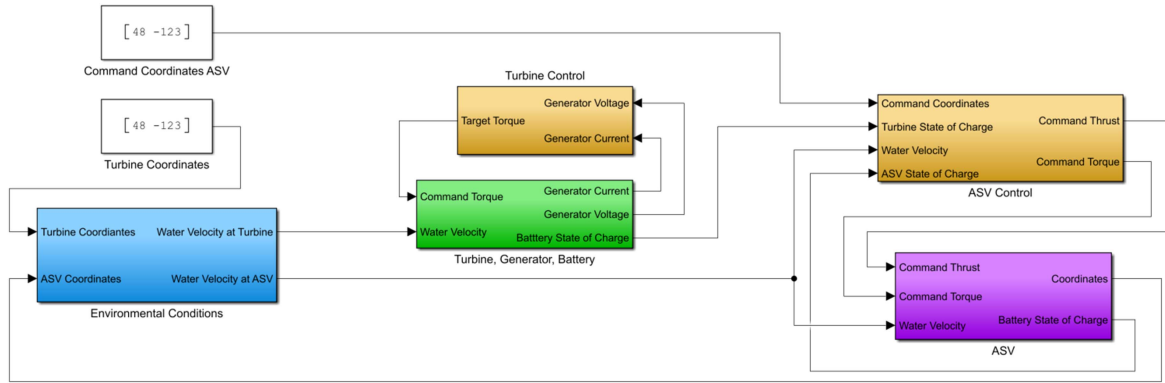 [48 -123]
Command Coordinates ASV
[48 -123]
Turbine Coordinates
Turbine Control
Generator Voltage
Target Torque
Generator Current
Command Coordinates
Turbine State of Charge
Command Thrust
Water Velocity
Command Torque
ASV State of Charge
ASV Control
Command Torque
Generator Current
Generator Voltage
Water Velocity
Batttery State of Charge
Turbine, Generator, Battery
Turbine Coordiantes
Water Velocity at Turbine
ASV Coordinates
Water Velocity at ASV
Environmental Conditions
Command Thrust
Coordinates
Command Torque
Battery State of Charge
Water Velocity
ASV